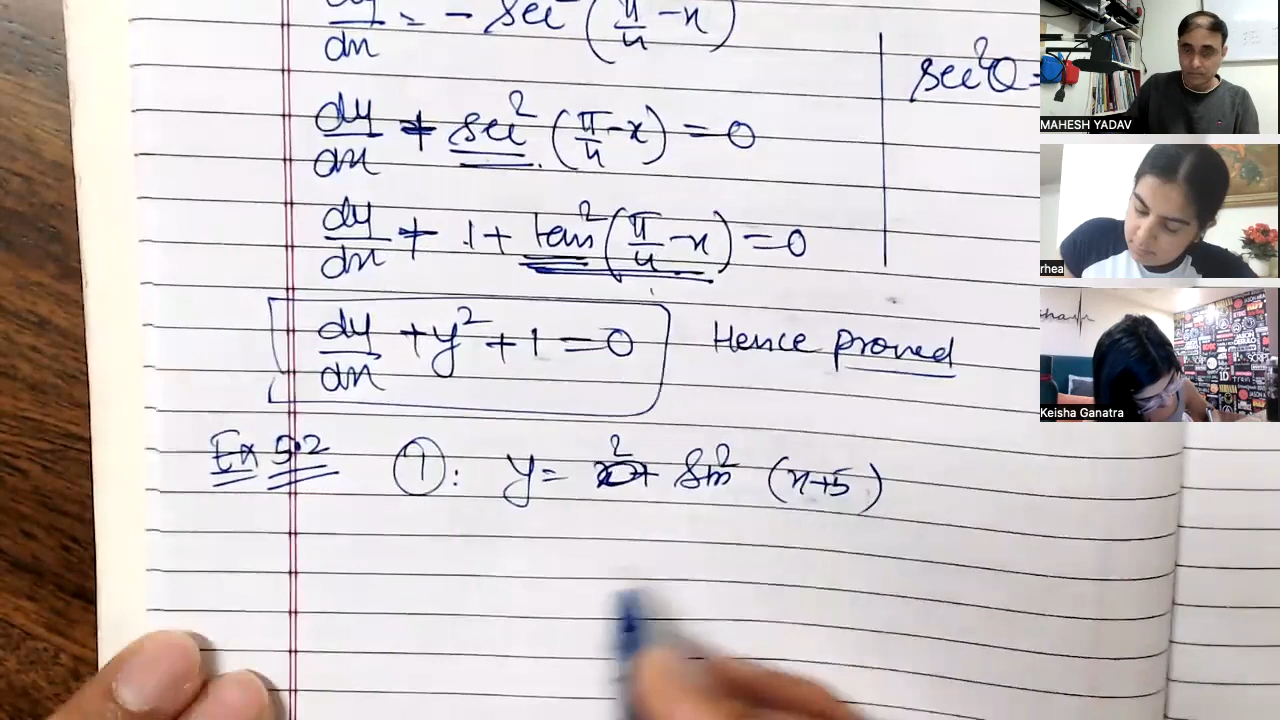 dy/dx = - sec² (π/4 - x)
sec²θ =
dy/dx + sec² (π/4 - x) = 0
dy/dx + 1 + tan² (π/4 - x) = 0
dy/dx + y² + 1 = 0 Hence proved
Ex 5.2 ①: y = sin² (x+5)
MAHESH YADAV
rhea
Keisha Ganatra